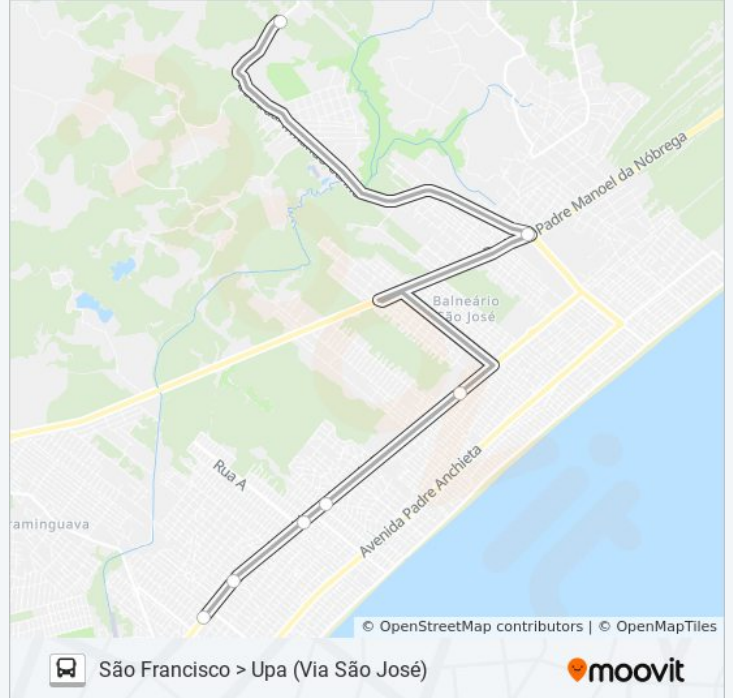 Padre Manoel da Nóbrega
Balneário
São José
Rua A
Avenida Padre Anchieta
raminguava
© OpenStreetMap contributors | © OpenMapTiles
São Francisco > Upa (Via São José)
moovit